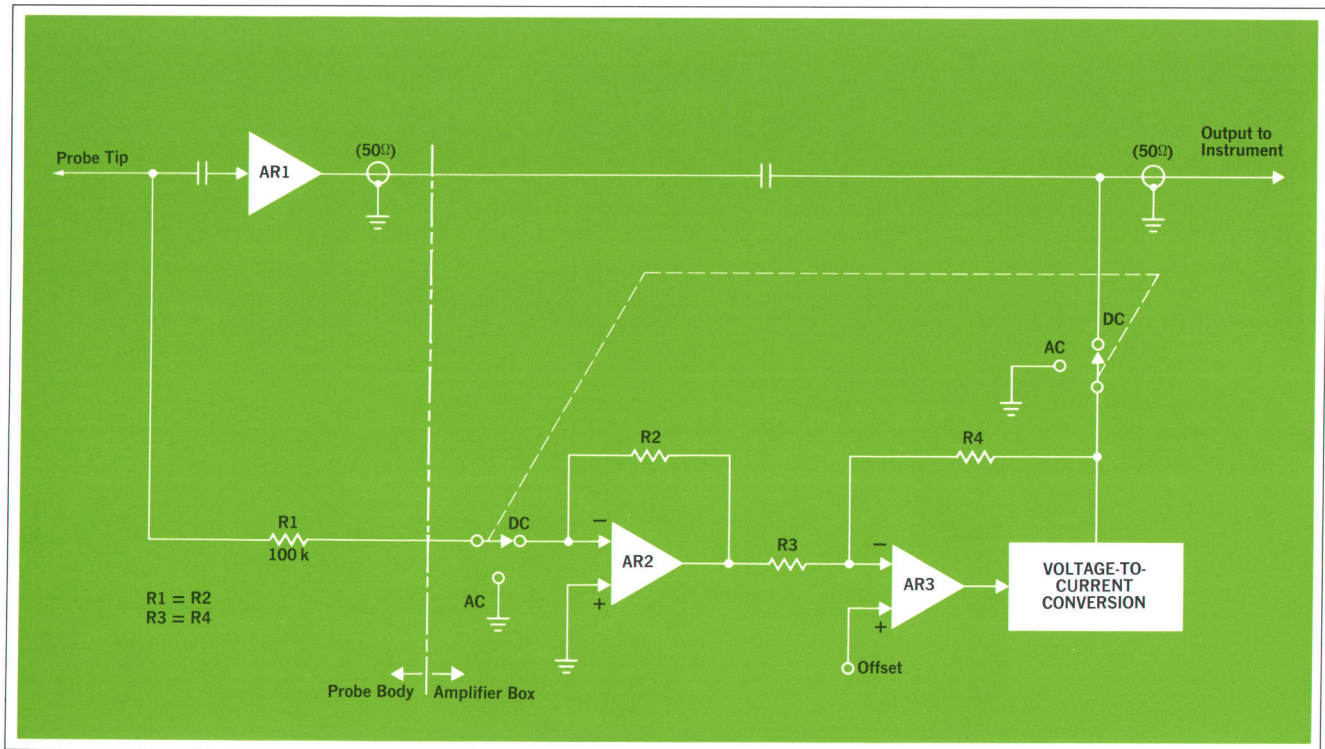 Probe Tip
AR1
(50Ω)
(50Ω)
Output to
Instrument
DC
AC
R2
R4
R1
100 k
DC
AC
–
+
AR2
R3
–
+
AR3
VOLTAGE-TO-
CURRENT
CONVERSION
R1 = R2
R3 = R4
Offset
Probe Body
Amplifier Box